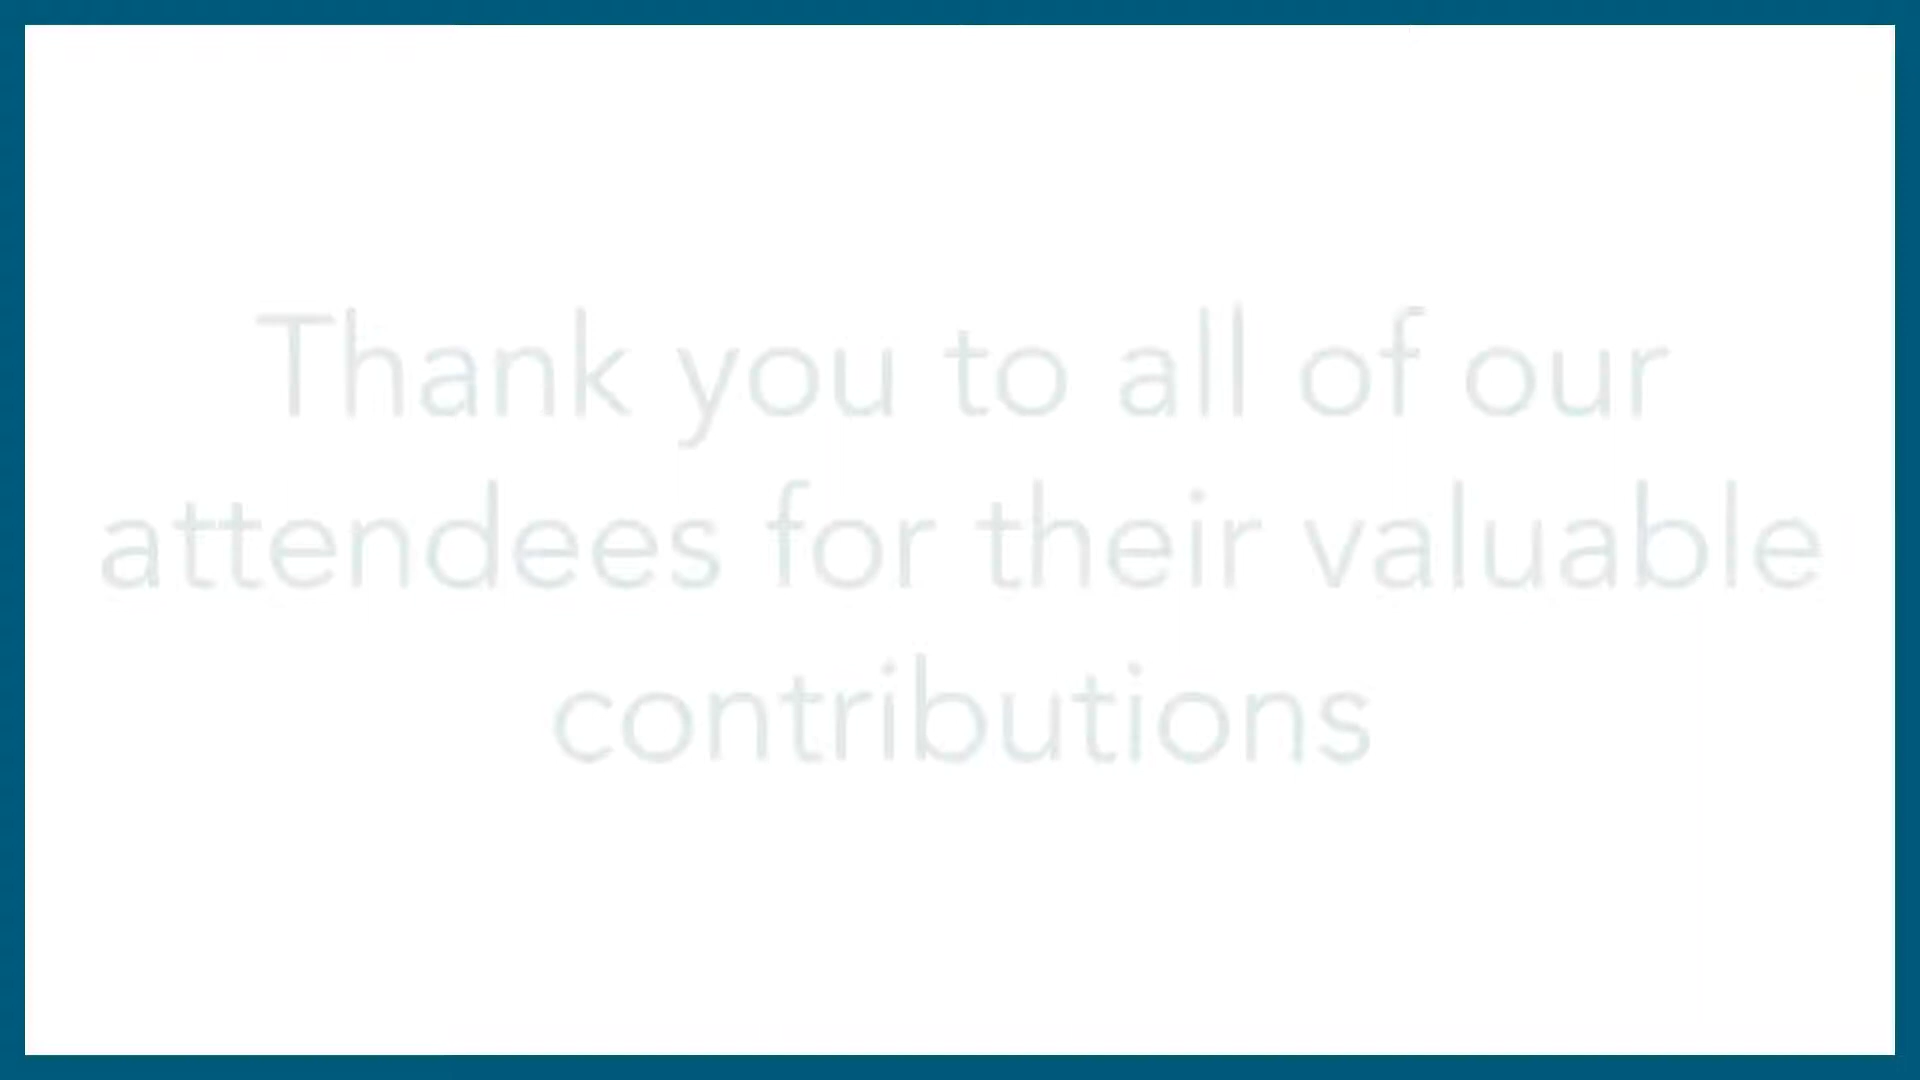 Thank you to all of our
attendees for their valuable
contributions